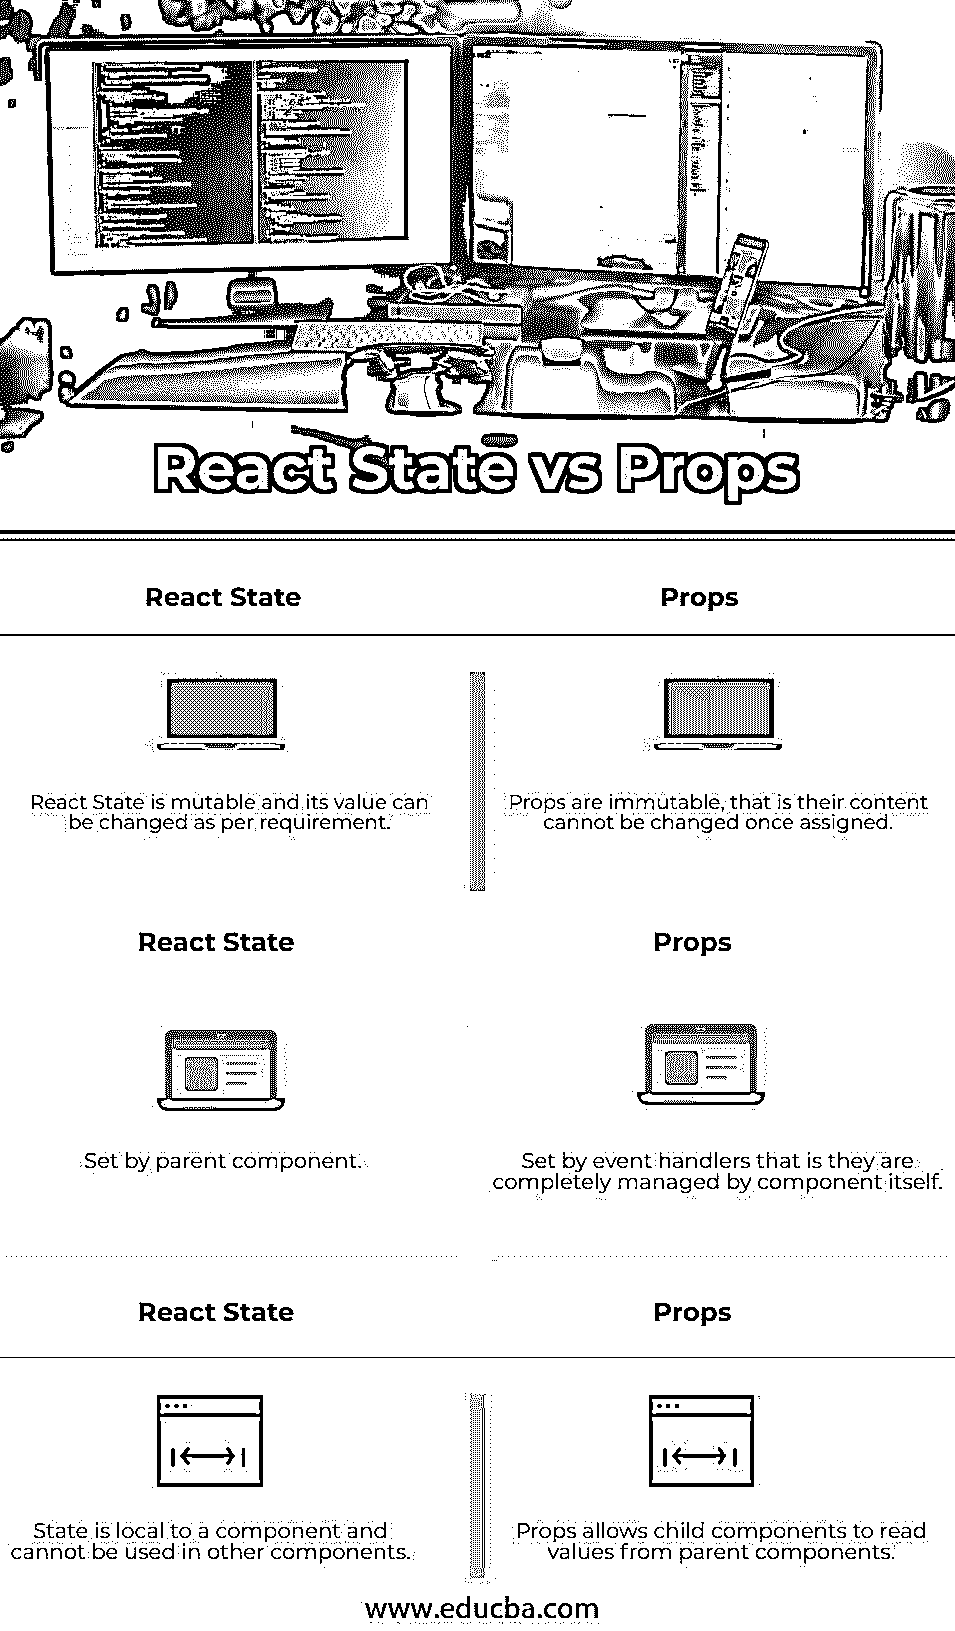 React State vs Props
React State
Props
React State is mutable and its value can
be changed as per requirement.
Props are immutable, that is their content
cannot be changed once assigned.
React State
Props
Set by parent component.
Set by event handlers that is they are
completely managed by component itself.
React State
Props
State is local to a component and
cannot be used in other components.
Props allows child components to read
values from parent components.
www.educba.com